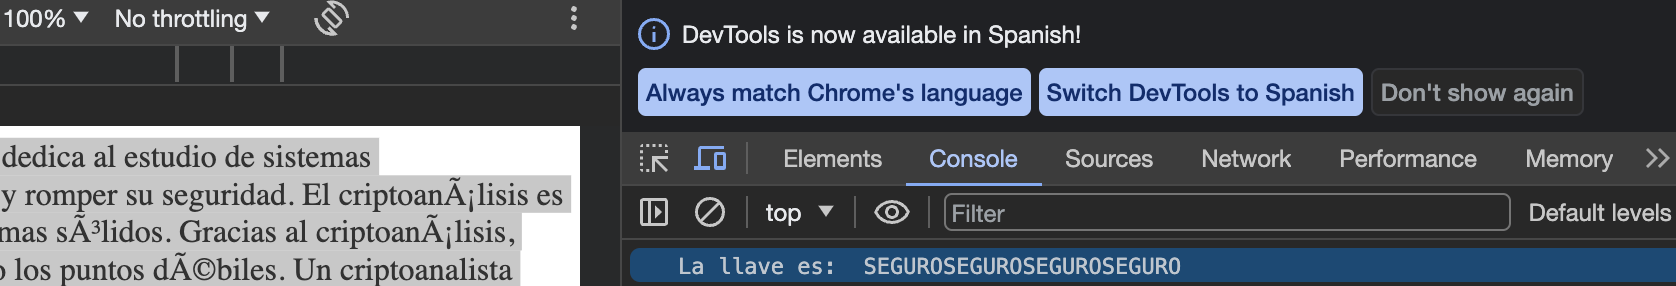 100% No throttling
dedica al estudio de sistemas
y romper su seguridad. El criptoanÃ¡lisis es
mas sÃ³lidos. Gracias al criptoanÃ¡lisis,
los puntos dÃ©biles. Un criptoanalista
DevTools is now available in Spanish!
Always match Chrome's language Switch DevTools to Spanish Don't show again
Elements Console Sources Network Performance Memory
top Filter Default levels
La llave es: SEGUROSEGUROSEGUROSEGURO